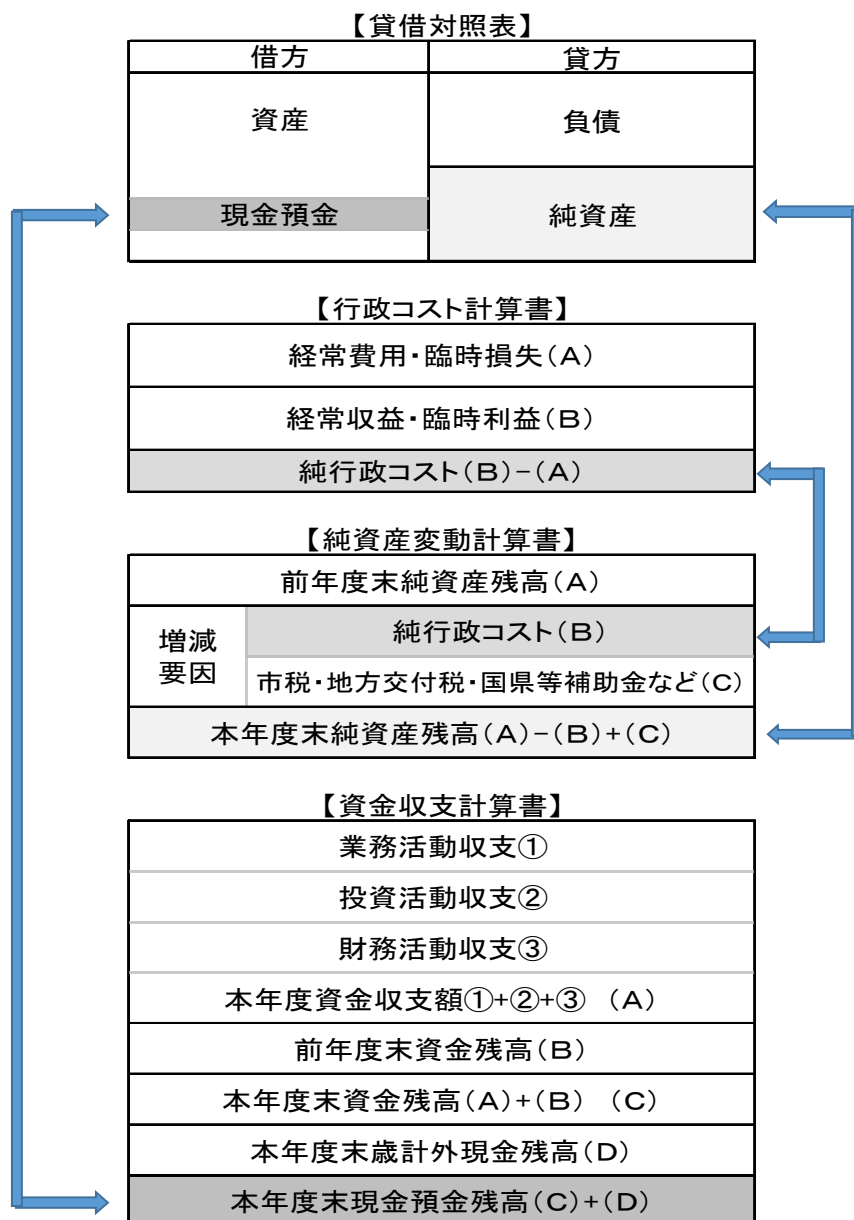 【貸借対照表】
借方 貸方
資産 負債
現金預金 純資産
【行政コスト計算書】
経常費用・臨時損失(A)
経常収益・臨時利益(B)
純行政コスト(B)-(A)
【純資産変動計算書】
前年度末純資産残高(A)
増減
要因
純行政コスト(B)
市税・地方交付税・国県等補助金など(C)
本年度末純資産残高(A)-(B)+(C)
【資金収支計算書】
業務活動収支①
投資活動収支②
財務活動収支③
本年度資金収支額①+②+③ (A)
前年度末資金残高(B)
本年度末資金残高(A)+(B) (C)
本年度末歳計外現金残高(D)
本年度末現金預金残高(C)+(D)